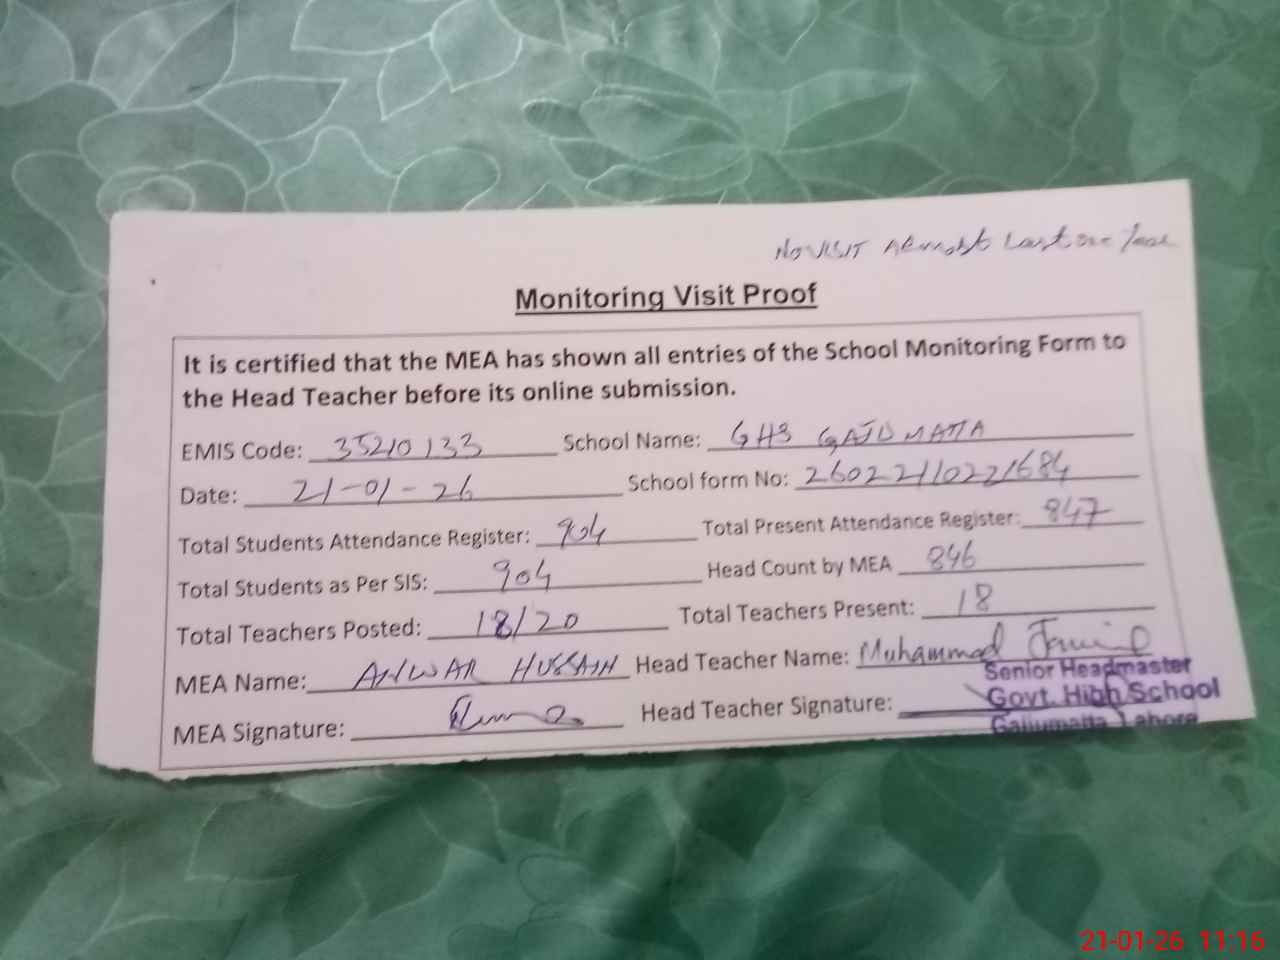 NO VISIT Almost Last one Year
Monitoring Visit Proof
It is certified that the MEA has shown all entries of the School Monitoring Form to
the Head Teacher before its online submission.
EMIS Code: 35210133 School Name: GHS GAJU MATTA
Date: 21-01-26 School form No: 26022110221684
Total Students Attendance Register: 904 Total Present Attendance Register: 847
Total Students as Per SIS: 904 Head Count by MEA 846
Total Teachers Posted: 18/20 Total Teachers Present: 18
MEA Name: ANWAR HUSSAIN Head Teacher Name: Muhammad
Senior Headmaster
MEA Signature: Head Teacher Signature: Govt. High School
Gajjumatta Lahore
21-01-26 11:16